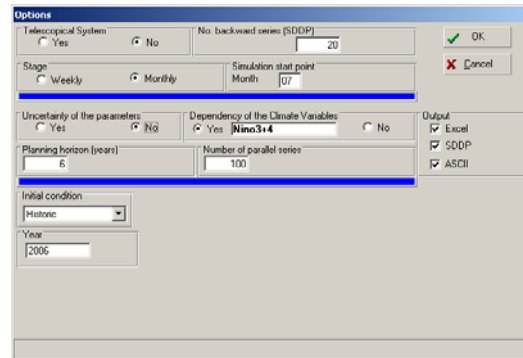 Options
Telescopical System
Yes
No
No. backward series (SDDP)
20
OK
Cancel
Stage
Weekly
Monthly
Simulation start point
Month 07
Uncertainty of the parameters
Yes
No
Dependency of the Climate Variables
Yes Nino3+4
No
Output
Excel
SDDP
ASCII
Planning horizon (years)
6
Number of parallel series
100
Initial condition
Historic
Year
2006